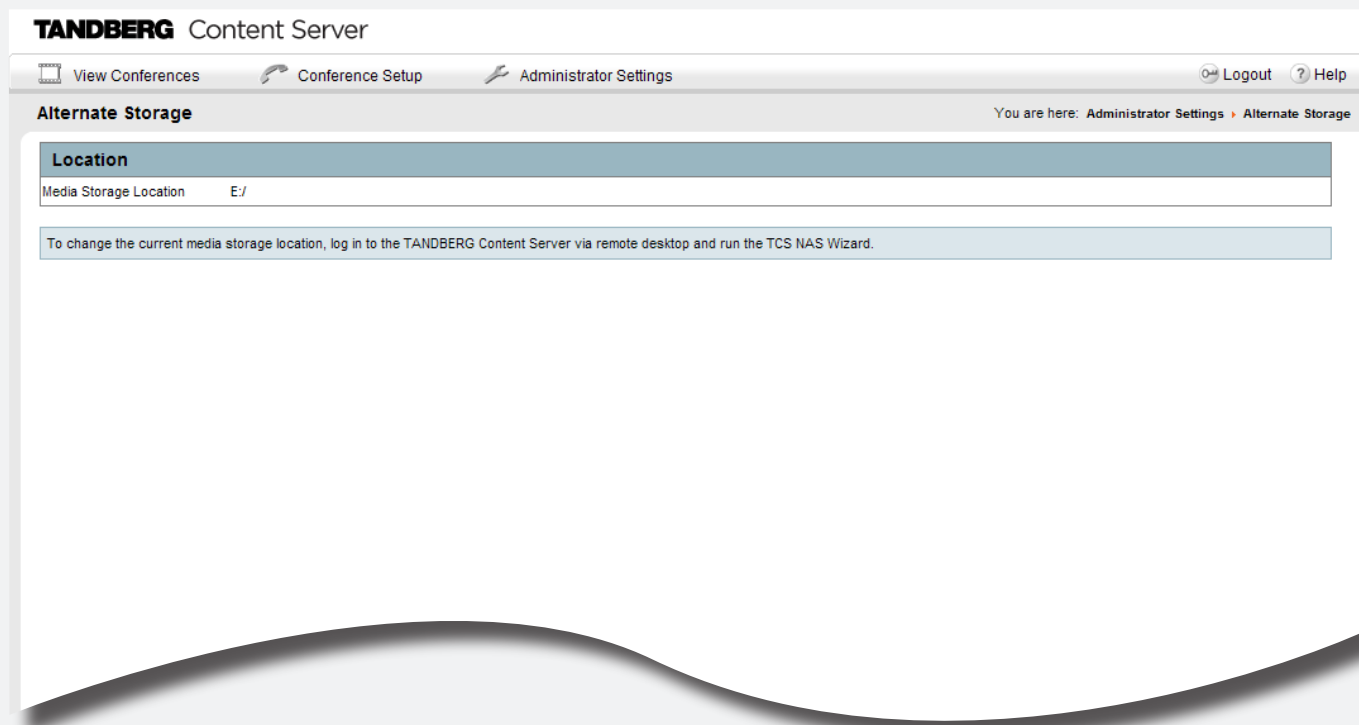 TANDBERG Content Server
View Conferences Conference Setup Administrator Settings Logout ? Help
Alternate Storage You are here: Administrator Settings Alternate Storage
Location
Media Storage Location E:/
To change the current media storage location, log in to the TANDBERG Content Server via remote desktop and run the TCS NAS Wizard.